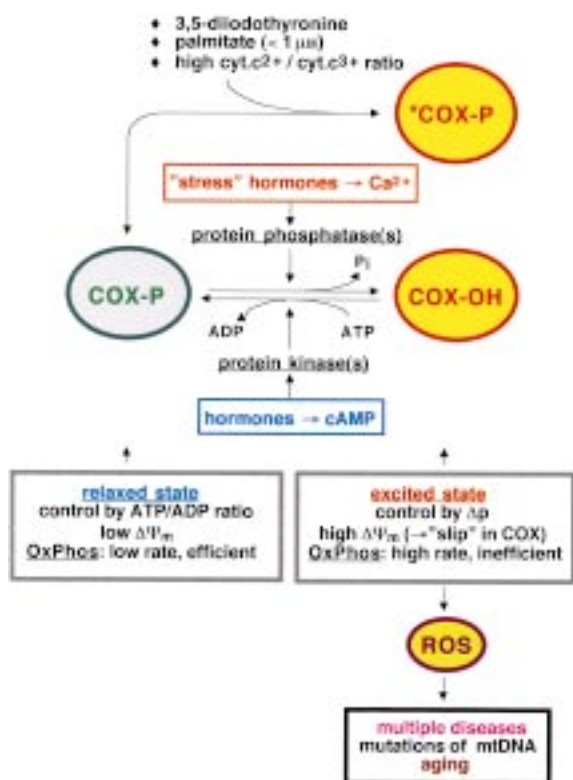 ♦ 3,5-diiodothyronine
♦ palmitate (< 1 μM)
♦ high cyt.c2+ / cyt.c3+ ratio
*COX-P
"stress" hormones → Ca2+
protein phosphatase(s)
Pi
COX-P
COX-OH
ADP
ATP
protein kinase(s)
hormones → cAMP
relaxed state
control by ATP/ADP ratio
low ΔΨm
OxPhos: low rate, efficient
excited state
control by Δp
high ΔΨm (→"slip" in COX)
OxPhos: high rate, inefficient
ROS
multiple diseases
mutations of mtDNA
aging